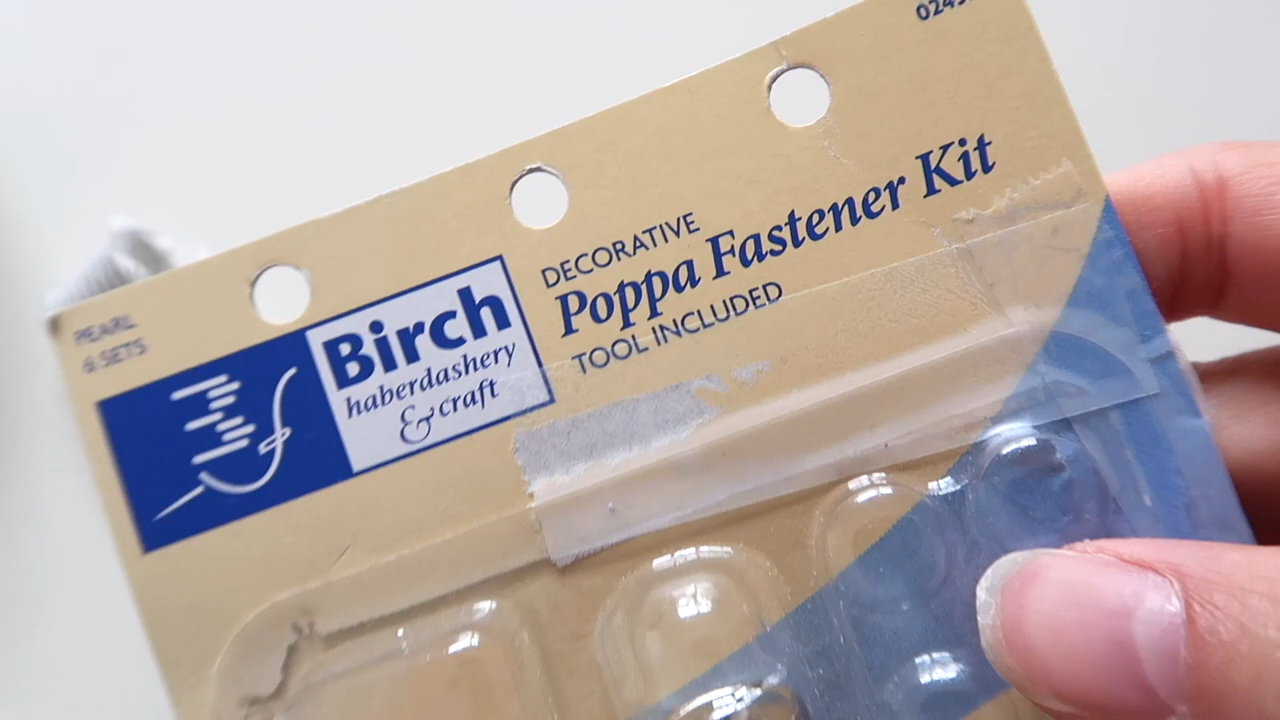 PEARL
6 SETS
Birch
haberdashery
& craft
DECORATIVE
Poppa Fastener Kit
TOOL INCLUDED